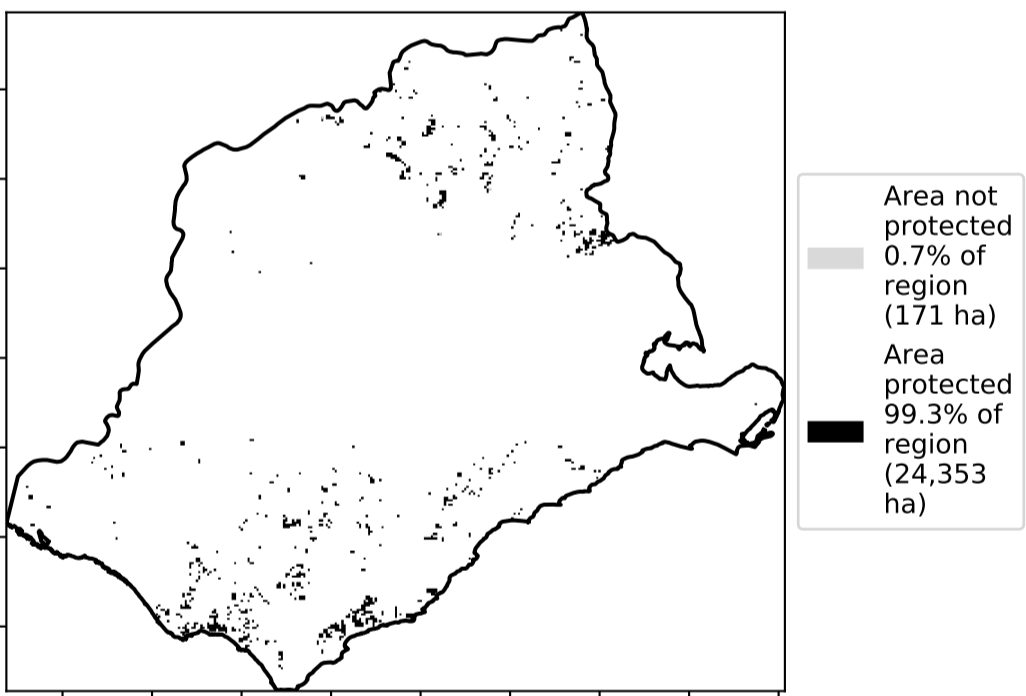 Area not
protected
0.7% of
region
(171 ha)
Area
protected
99.3% of
region
(24,353
ha)